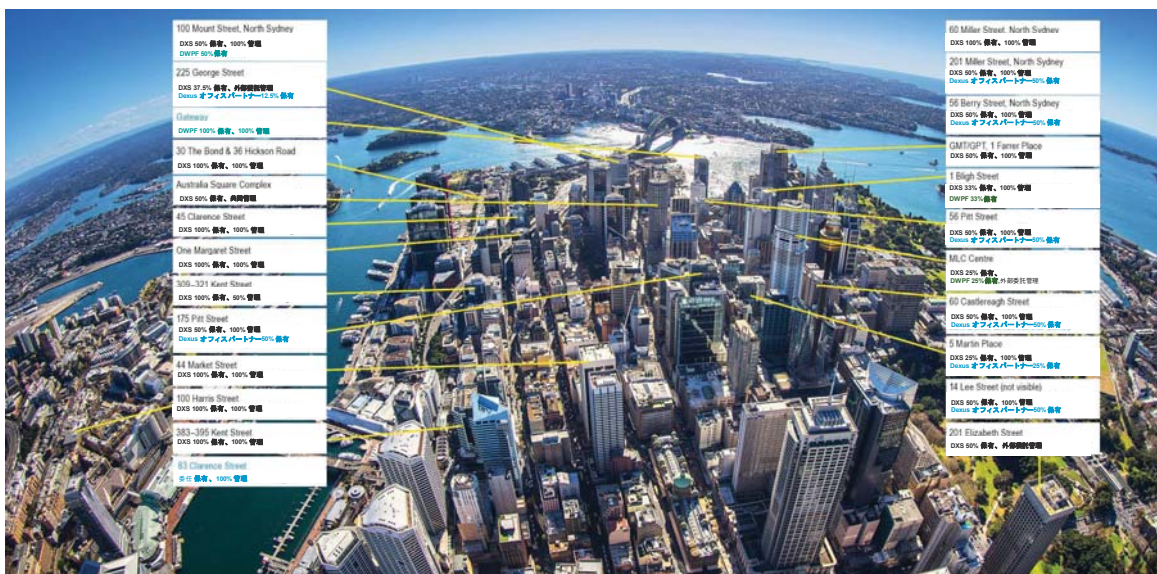 100 Mount Street, North Sydney
DXS 50% 保有、100% 管理
DWPF 50%保有
225 George Street
DXS 37.5% 保有、外部委託管理
Dexus オフィスパートナー12.5% 保有
Gateway
DWPF 100% 保有、100% 管理
30 The Bond & 36 Hickson Road
DXS 100% 保有、100% 管理
Australia Square Complex
DXS 50% 保有、共同管理
45 Clarence Street
DXS 100% 保有、100% 管理
One Margaret Street
DXS 100% 保有、100% 管理
309–321 Kent Street
DXS 100% 保有、50% 管理
175 Pitt Street
DXS 50% 保有、100% 管理
Dexus オフィスパートナー50% 保有
44 Market Street
DXS 100% 保有、100% 管理
100 Harris Street
DXS 100% 保有、100% 管理
383–395 Kent Street
DXS 100% 保有、100% 管理
83 Clarence Street
委任 保有、100% 管理
60 Miller Street, North Sydney
DXS 100% 保有、100% 管理
201 Miller Street, North Sydney
DXS 50% 保有、100% 管理
Dexus オフィスパートナー50% 保有
56 Berry Street, North Sydney
DXS 50% 保有、100% 管理
Dexus オフィスパートナー50% 保有
GMT/GPT, 1 Farrer Place
DXS 50% 保有、100% 管理
1 Bligh Street
DXS 33% 保有、100% 管理
DWPF 33%保有
56 Pitt Street
DXS 50% 保有、100% 管理
Dexus オフィスパートナー50% 保有
MLC Centre
DXS 25% 保有、
DWPF 25%保有,外部委託管理
60 Castlereagh Street
DXS 50% 保有、100% 管理
Dexus オフィスパートナー50% 保有
5 Martin Place
DXS 25% 保有、100% 管理
Dexus オフィスパートナー25% 保有
14 Lee Street (not visible)
DXS 50% 保有、100% 管理
Dexus オフィスパートナー50% 保有
201 Elizabeth Street
DXS 50% 保有、外部委託管理